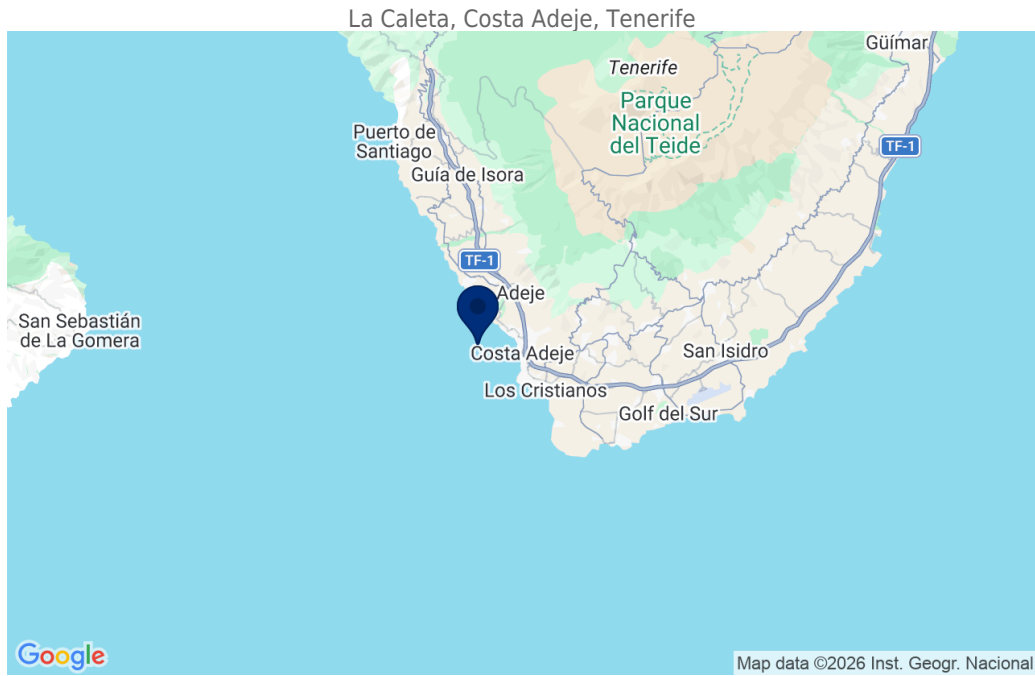 La Caleta, Costa Adeje, Tenerife
Güímar
Tenerife
Parque
Nacional
del Teide
Puerto de
Santiago
TF-1
Guía de Isora
TF-1
Adeje
San Sebastián
de La Gomera
Costa Adeje
San Isidro
Los Cristianos
Golf del Sur
Google
Map data ©2026 Inst. Geogr. Nacional